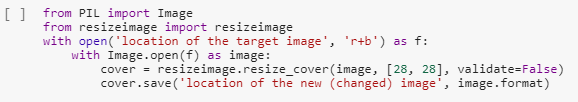 [ ] from PIL import Image
from resizeimage import resizeimage
with open('location of the target image', 'r+b') as f:
    with Image.open(f) as image:
        cover = resizeimage.resize_cover(image, [28, 28], validate=False)
        cover.save('location of the new (changed) image', image.format)